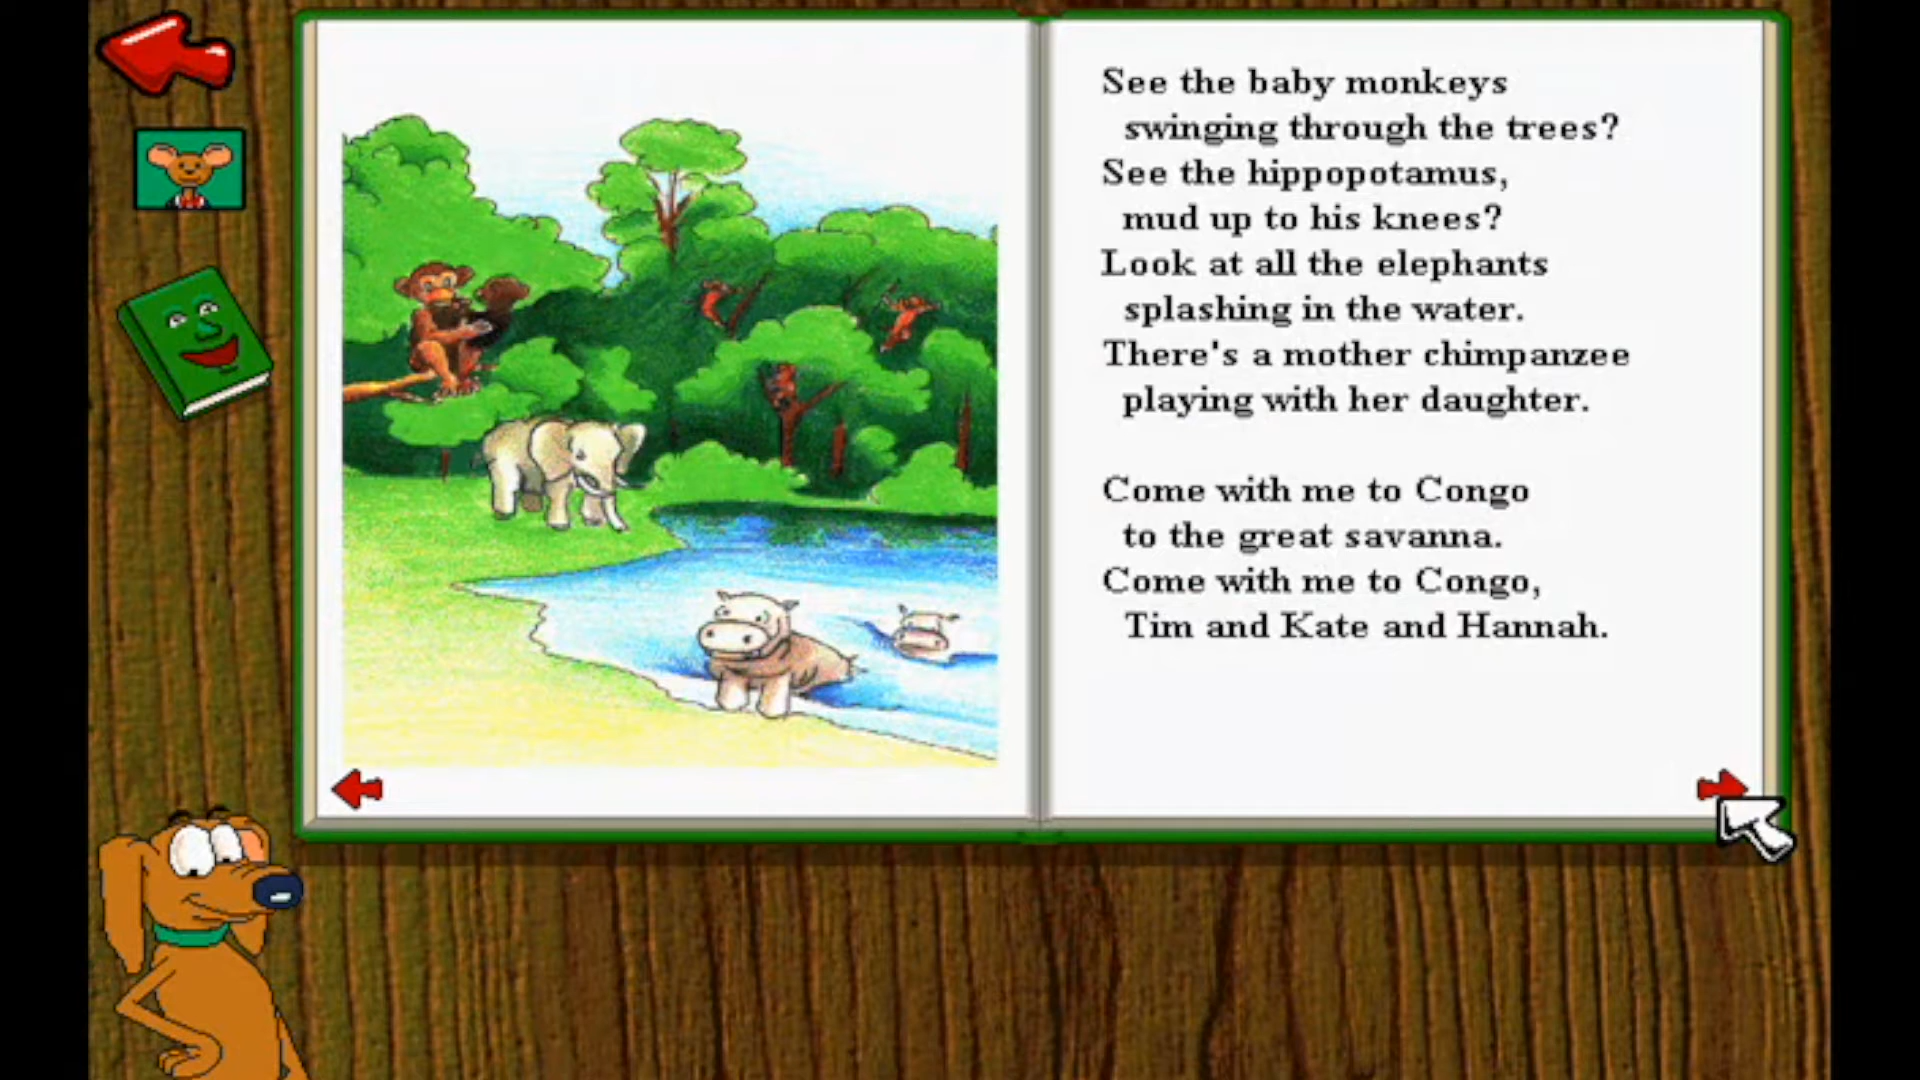 See the baby monkeys
swinging through the trees?
See the hippopotamus,
mud up to his knees?
Look at all the elephants
splashing in the water.
There's a mother chimpanzee
playing with her daughter.
Come with me to Congo
to the great savanna.
Come with me to Congo,
Tim and Kate and Hannah.